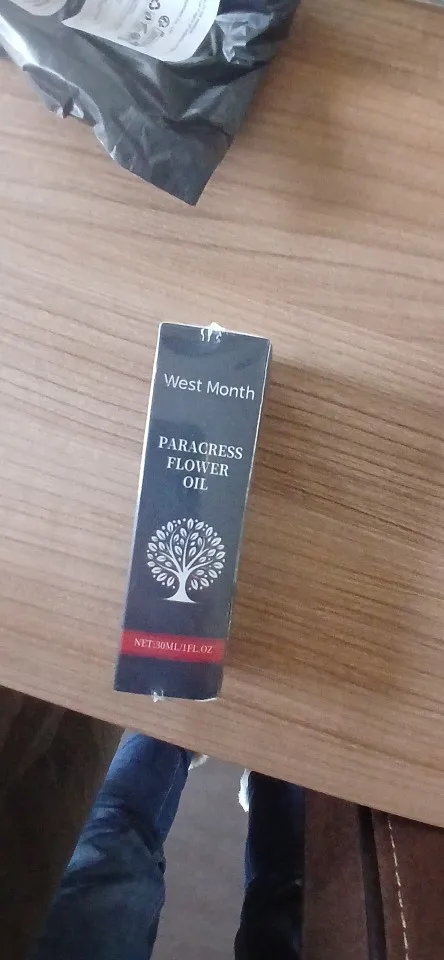 West Month
PARACRESS
FLOWER
OIL
NET:30ML/1FL.OZ